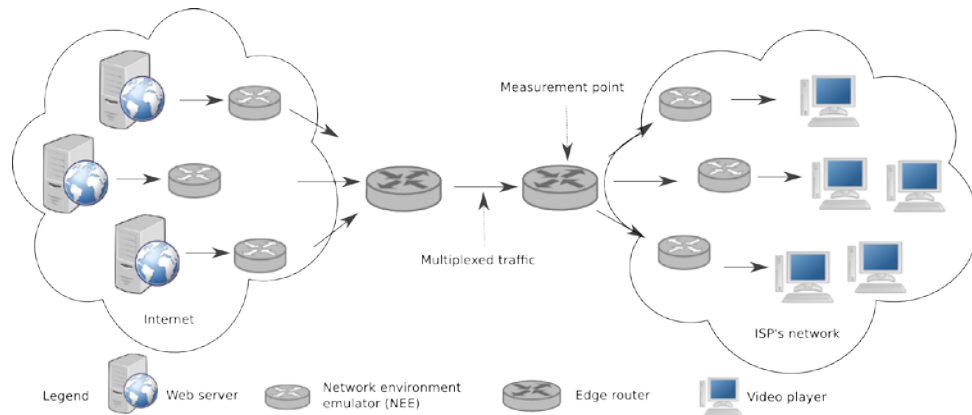 Measurement point
Multiplexed traffic
Internet
ISP's network
Legend
Web server
Network environment
emulator (NEE)
Edge router
Video player